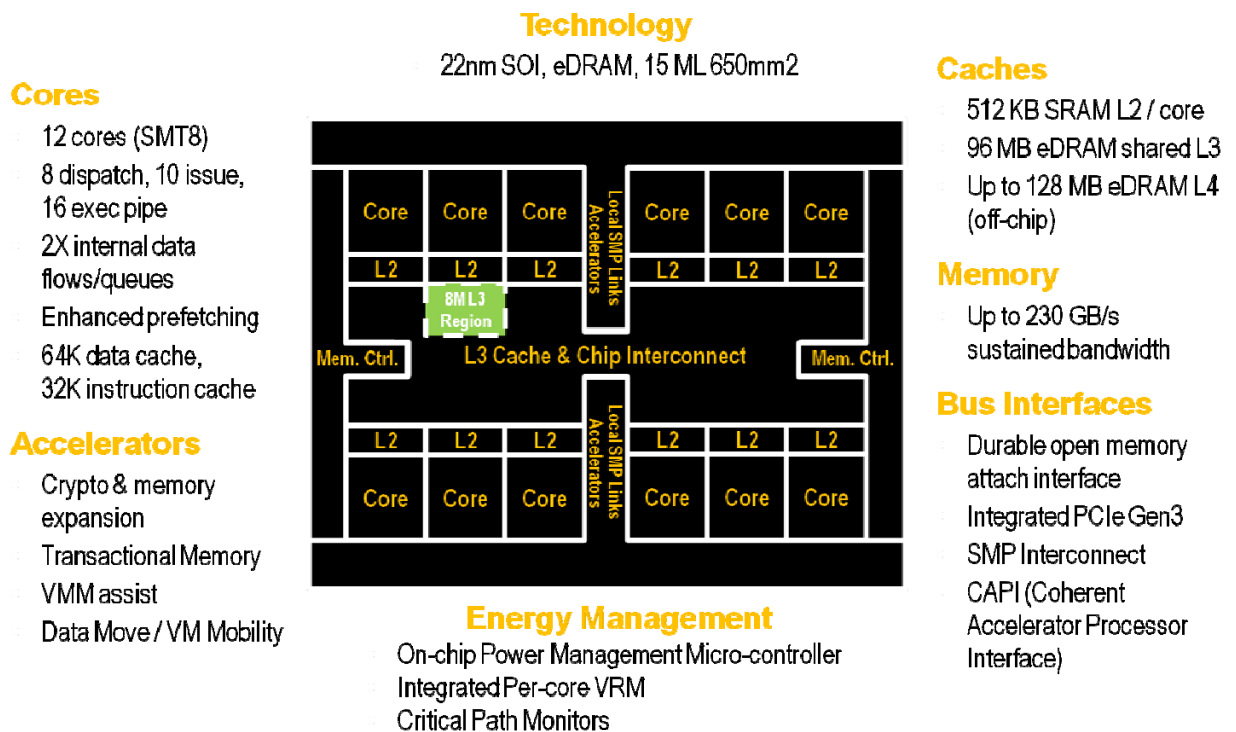 Technology
22nm SOI, eDRAM, 15 ML 650mm2
Cores
12 cores (SMT8)
8 dispatch, 10 issue,
16 exec pipe
2X internal data
flows/queues
Enhanced prefetching
64K data cache,
32K instruction cache
Accelerators
Crypto & memory
expansion
Transactional Memory
VMM assist
Data Move / VM Mobility
Core
Core
Core
Local SMP Links
Accelerators
Core
Core
Core
L2
L2
L2
L2
L2
L2
8M L3
Region
Mem. Ctrl.
L3 Cache & Chip Interconnect
Mem. Ctrl.
L2
L2
L2
Local SMP Links
Accelerators
L2
L2
L2
Core
Core
Core
Core
Core
Core
Caches
512 KB SRAM L2 / core
96 MB eDRAM shared L3
Up to 128 MB eDRAM L4
(off-chip)
Memory
Up to 230 GB/s
sustained bandwidth
Bus Interfaces
Durable open memory
attach interface
Integrated PCIe Gen3
SMP Interconnect
CAPI (Coherent
Accelerator Processor
Interface)
Energy Management
On-chip Power Management Micro-controller
Integrated Per-core VRM
Critical Path Monitors